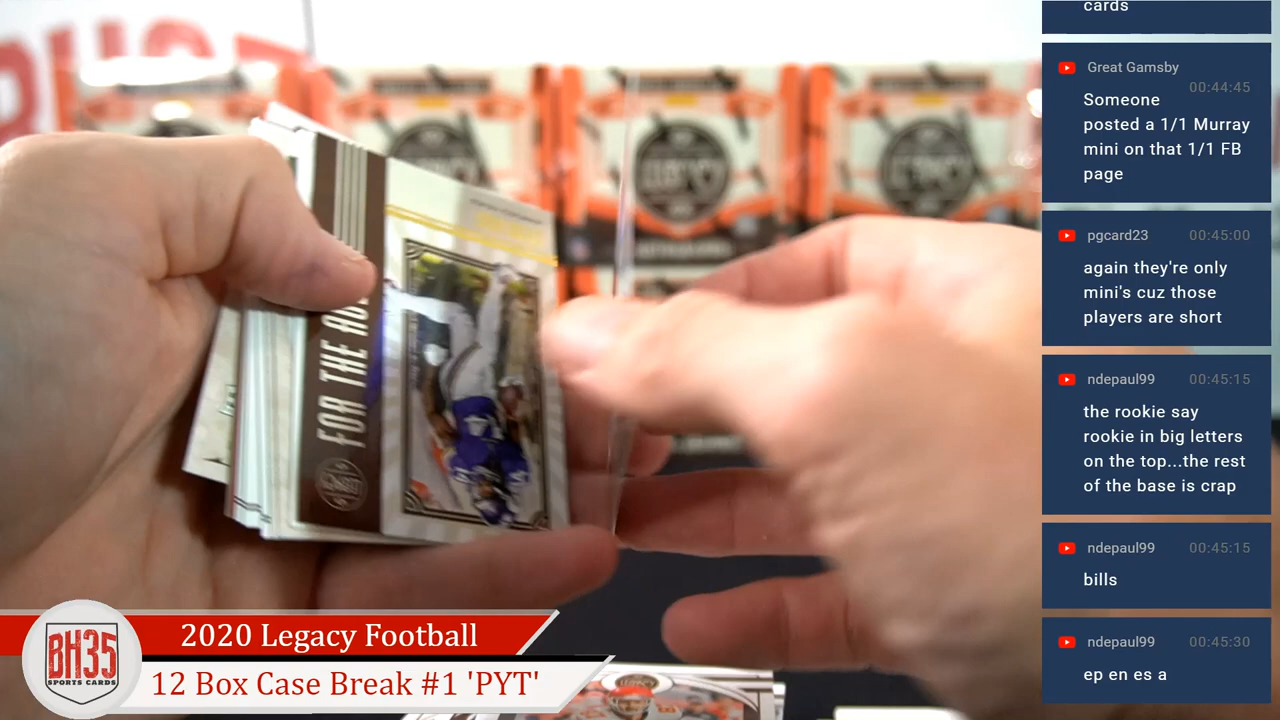 cards
Great Gamsby
00:44:45
Someone
posted a 1/1 Murray
mini on that 1/1 FB
page
pgcard23 00:45:00
again they're only
mini's cuz those
players are short
ndepaul99 00:45:15
the rookie say
rookie in big letters
on the top...the rest
of the base is crap
ndepaul99 00:45:15
bills
ndepaul99 00:45:30
ep en es a
FOR THE
LEGACY
LEGACY
BH35
SPORTS CARDS
2020 Legacy Football
12 Box Case Break #1 'PYT'